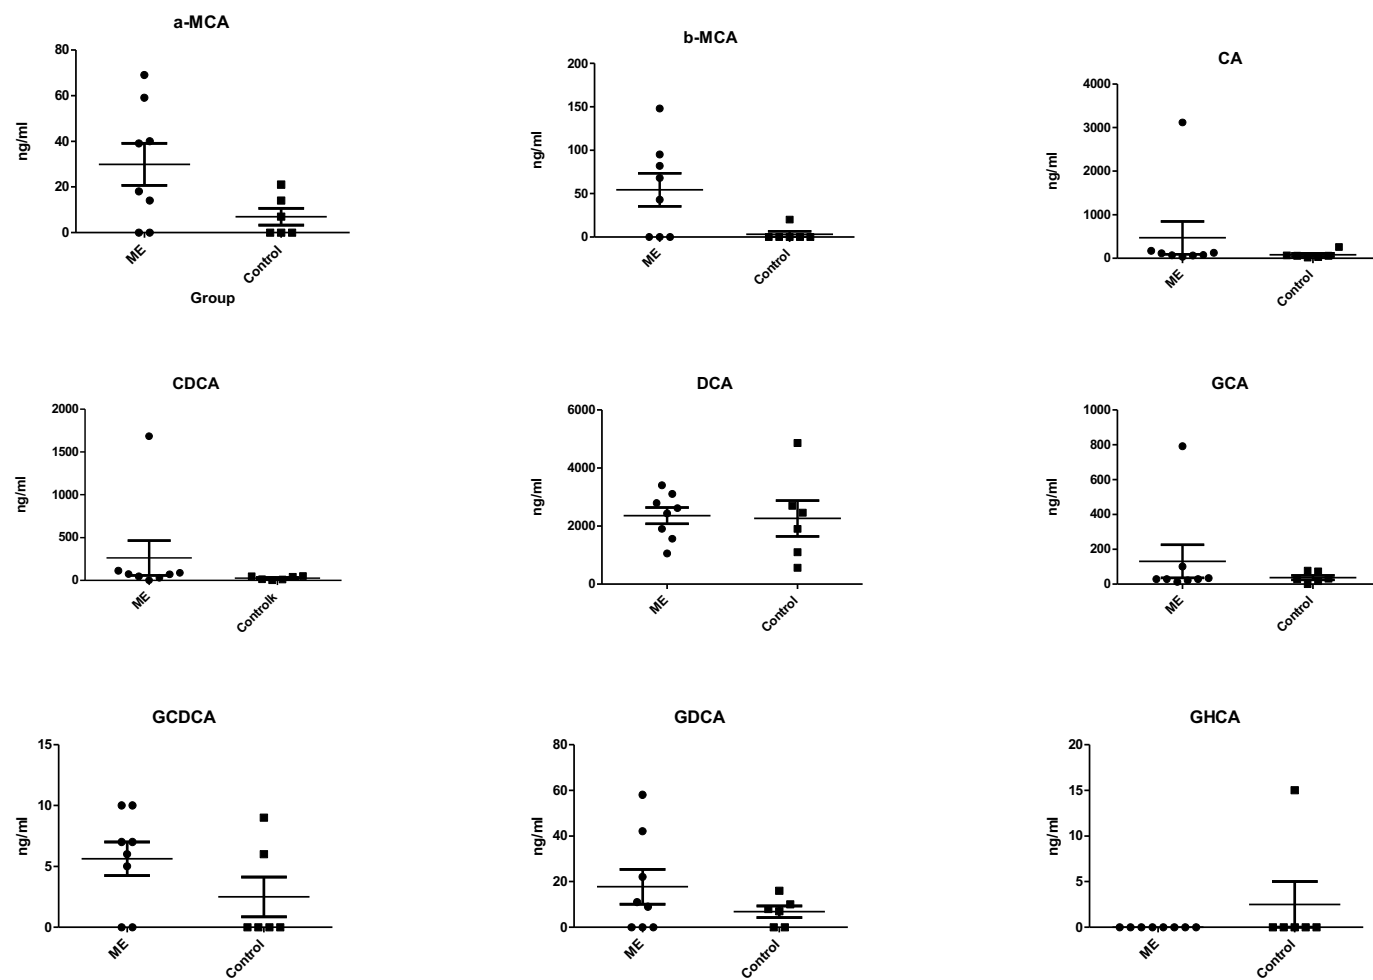 a-MCA
80
60
40
20
0
ng/ml
ME
Control
Group
b-MCA
200
150
100
50
0
ng/ml
ME
Control
CA
4000
3000
2000
1000
0
ng/ml
ME
Control
CDCA
2000
1500
1000
500
0
ng/ml
ME
Controlk
DCA
6000
4000
2000
0
ng/ml
ME
Control
GCA
1000
800
600
400
200
0
ng/ml
ME
Control
GCDCA
15
10
5
0
ng/ml
ME
Control
GDCA
80
60
40
20
0
ng/ml
ME
Control
GHCA
20
15
10
5
0
ng/ml
ME
Control